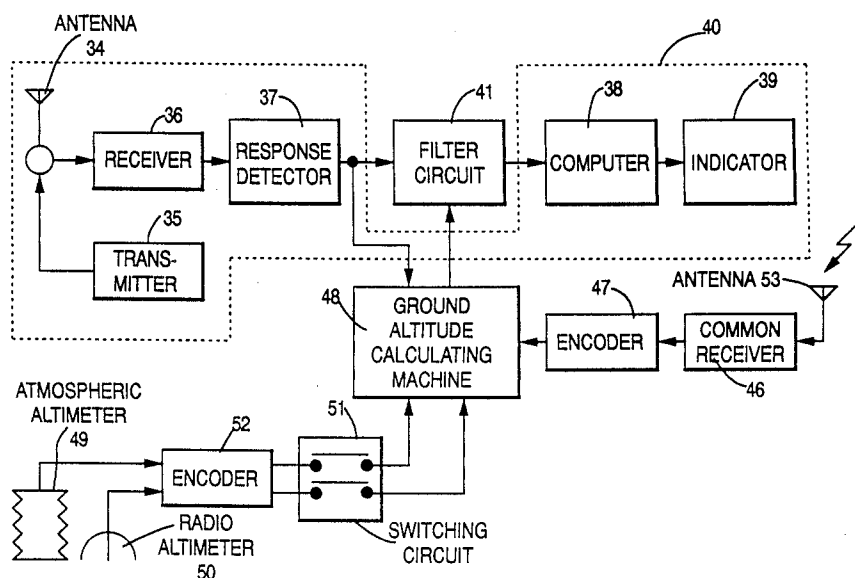 ANTENNA
34
40
36
37
41
38
39
RECEIVER
RESPONSE
DETECTOR
FILTER
CIRCUIT
COMPUTER
INDICATOR
35
TRANS-
MITTER
48
GROUND
ALTITUDE
CALCULATING
MACHINE
47
ENCODER
ANTENNA 53
COMMON
RECEIVER
46
ATMOSPHERIC
ALTIMETER
49
52
ENCODER
51
SWITCHING
CIRCUIT
RADIO
ALTIMETER
50